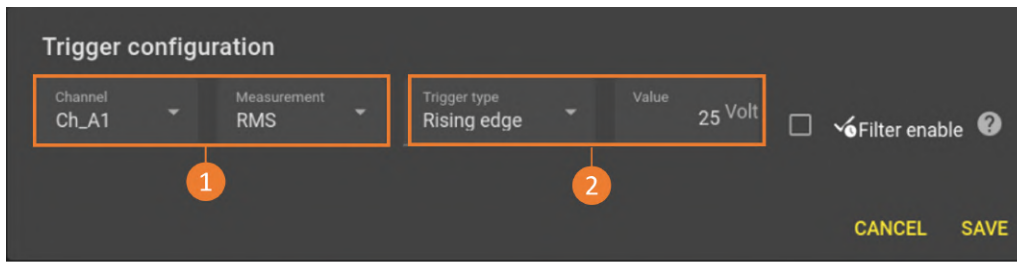 Trigger configuration
Channel Measurement Trigger type Value
Ch_A1 RMS Rising edge 25 Volt Filter enable ?
1 2
CANCEL SAVE